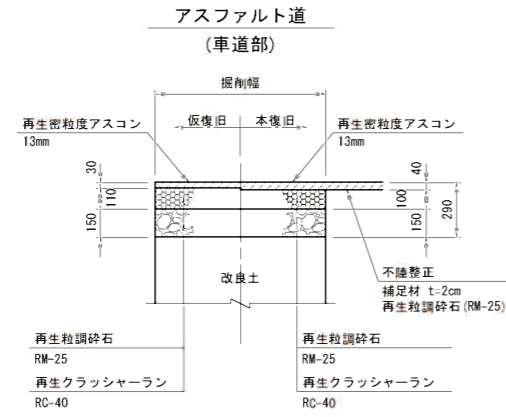 アスファルト道
(車道部)
掘削幅
仮復旧
本復旧
再生密粒度アスコン
13mm
再生密粒度アスコン
13mm
30
110
150
40
100
150
290
不陸整正
補足材 t=2cm
再生粒調砕石(RM-25)
改良土
再生粒調砕石
RM-25
再生クラッシャーラン
RC-40
再生粒調砕石
RM-25
再生クラッシャーラン
RC-40